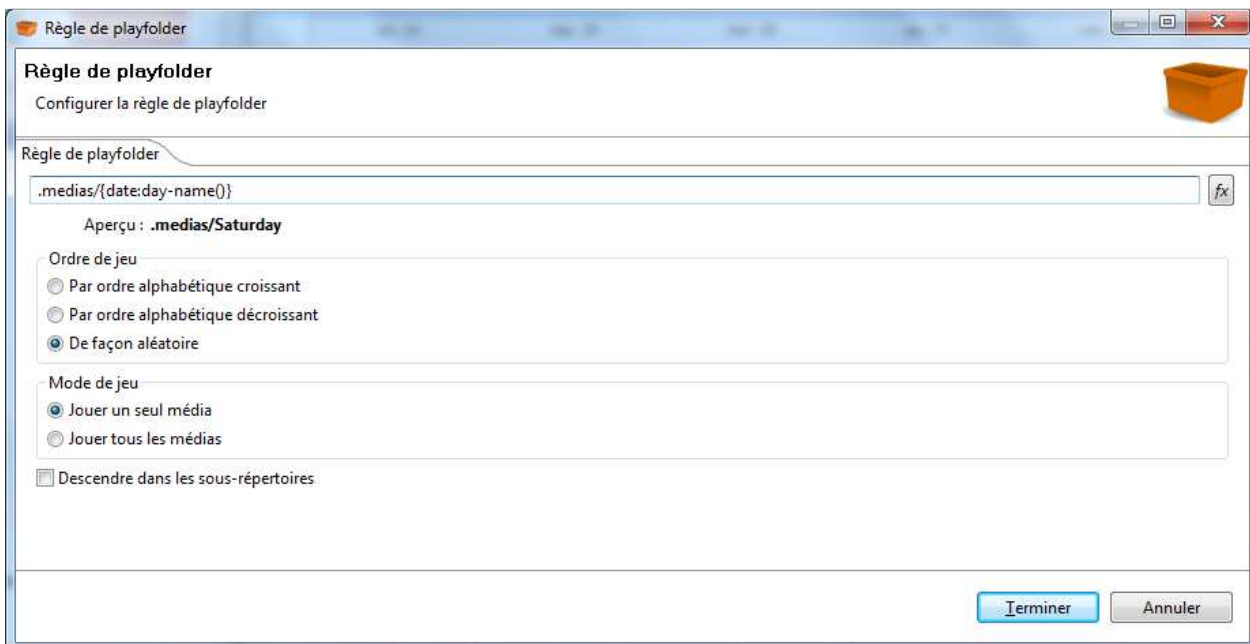 Règle de playfolder
Règle de playfolder
Configurer la règle de playfolder
Règle de playfolder
.medias/{date:day-name()}
fx
Aperçu : .medias/Saturday
Ordre de jeu
Par ordre alphabétique croissant
Par ordre alphabétique décroissant
De façon aléatoire
Mode de jeu
Jouer un seul média
Jouer tous les médias
Descendre dans les sous-répertoires
Terminer
Annuler